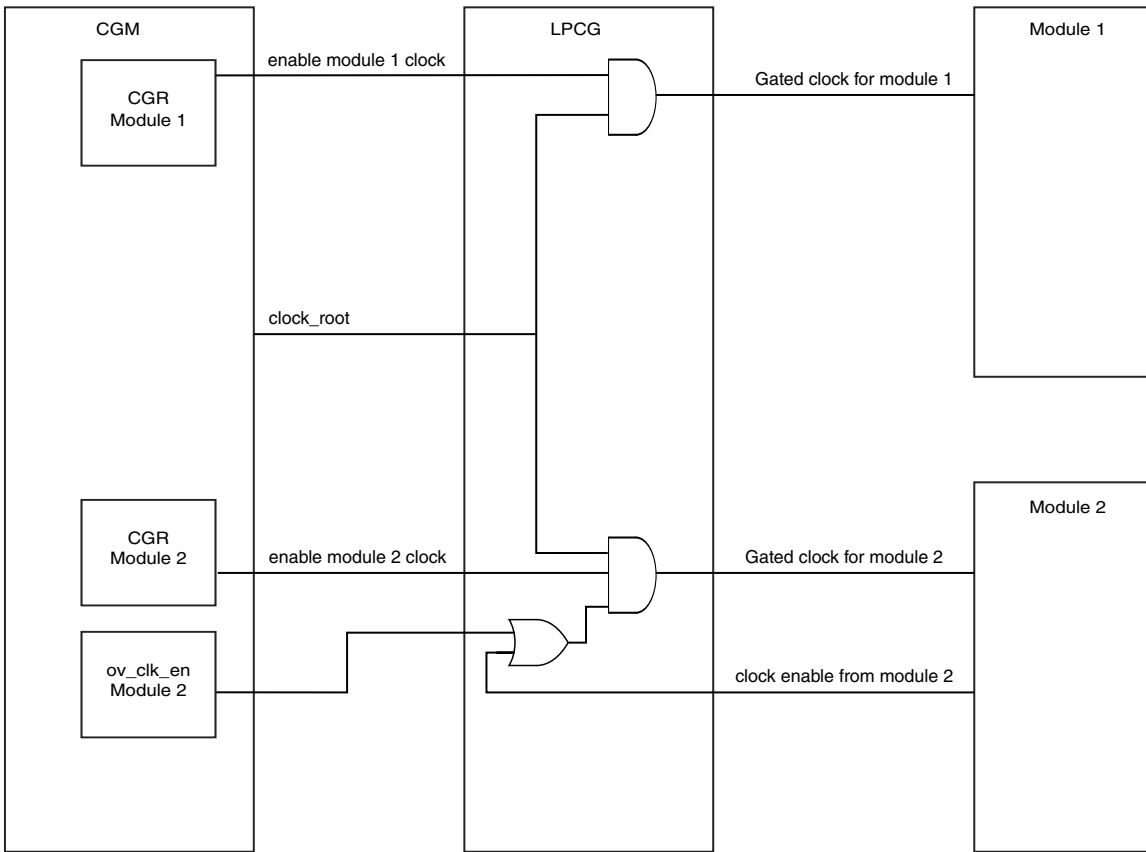 CGM
LPCG
Module 1
enable module 1 clock
CGR
Module 1
Gated clock for module 1
clock_root
Module 2
CGR
Module 2
enable module 2 clock
Gated clock for module 2
ov_clk_en
Module 2
clock enable from module 2